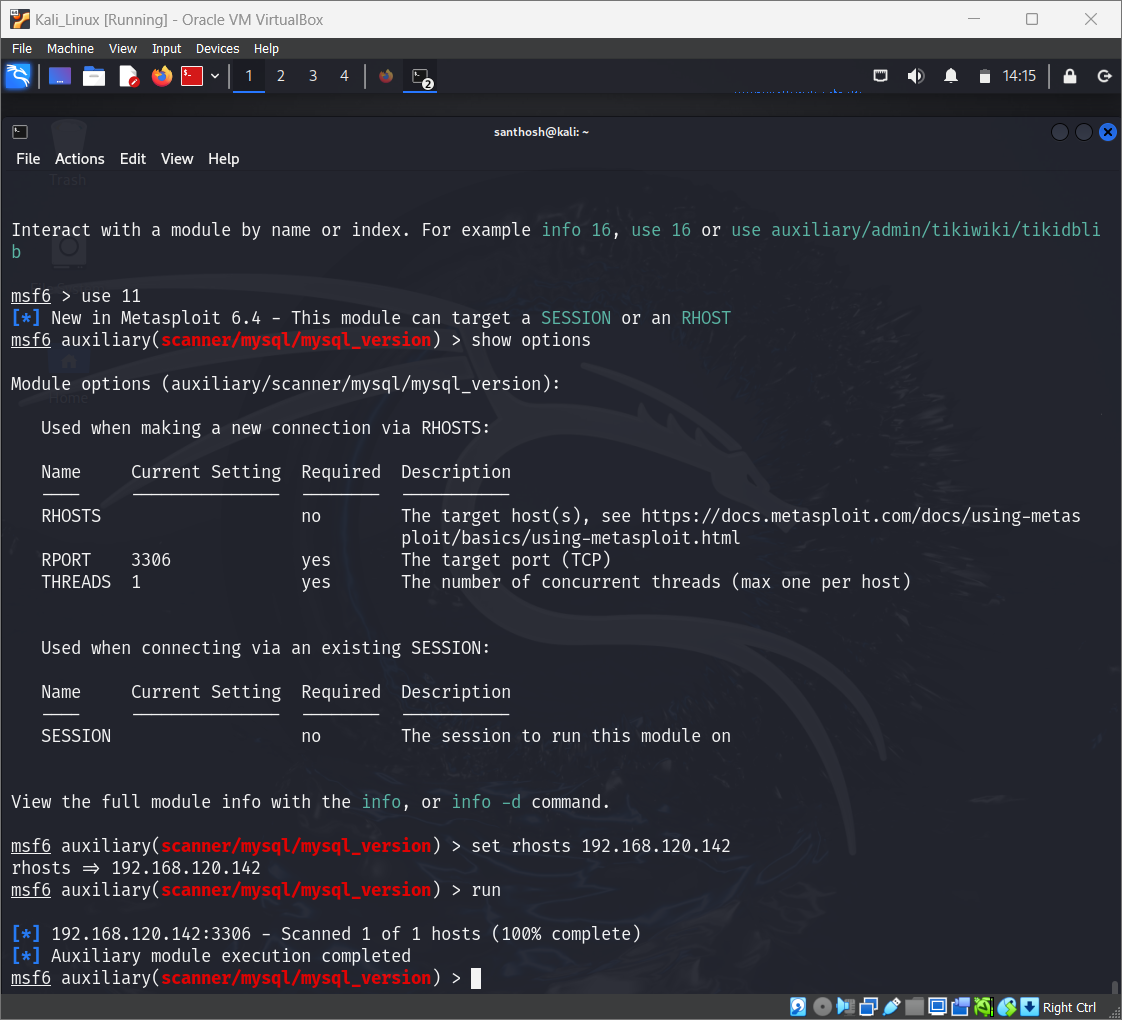 Kali_Linux [Running] - Oracle VM VirtualBox
File Machine View Input Devices Help
1 2 3 4 2 14:15
santhosh@kali: ~
File Actions Edit View Help
Trash
Interact with a module by name or index. For example info 16, use 16 or use auxiliary/admin/tikiwiki/tikidbli
b
msf6 > use 11
[*] New in Metasploit 6.4 - This module can target a SESSION or an RHOST
msf6 auxiliary(scanner/mysql/mysql_version) > show options
Module options (auxiliary/scanner/mysql/mysql_version):
Home
Used when making a new connection via RHOSTS:
Name Current Setting Required Description
RHOSTS no The target host(s), see https://docs.metasploit.com/docs/using-metas
ploit/basics/using-metasploit.html
RPORT 3306 yes The target port (TCP)
THREADS 1 yes The number of concurrent threads (max one per host)
Used when connecting via an existing SESSION:
Name Current Setting Required Description
SESSION no The session to run this module on
View the full module info with the info, or info -d command.
msf6 auxiliary(scanner/mysql/mysql_version) > set rhosts 192.168.120.142
rhosts => 192.168.120.142
msf6 auxiliary(scanner/mysql/mysql_version) > run
[*] 192.168.120.142:3306 - Scanned 1 of 1 hosts (100% complete)
[*] Auxiliary module execution completed
msf6 auxiliary(scanner/mysql/mysql_version) >
Right Ctrl